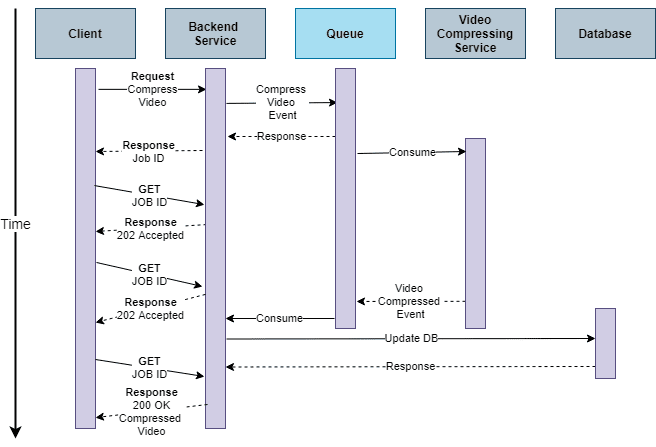 Client
Backend
Service
Queue
Video
Compressing
Service
Database
Request
Compress
Video
Compress
Video
Event
Response
Response
Job ID
Consume
GET
JOB ID
Time
Response
202 Accepted
GET
JOB ID
Video
Compressed
Event
Response
202 Accepted
Consume
Update DB
GET
JOB ID
Response
Response
200 OK
Compressed
Video